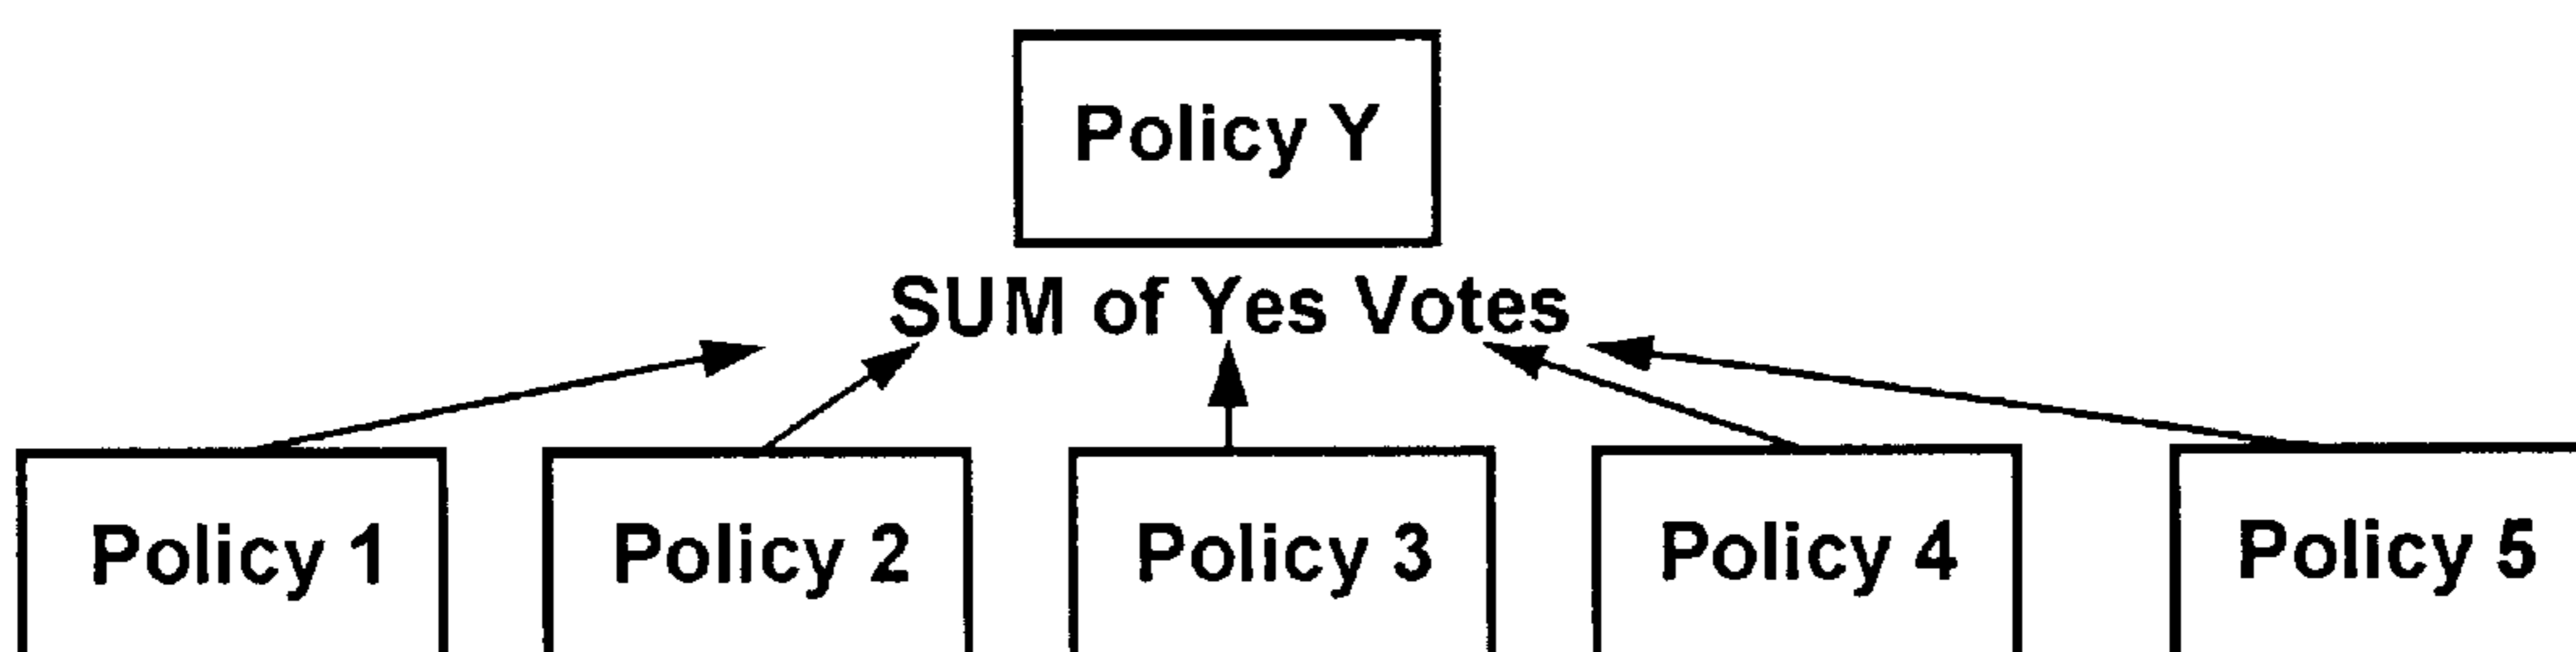 Policy Y
SUM of Yes Votes
Policy 1
Policy 2
Policy 3
Policy 4
Policy 5